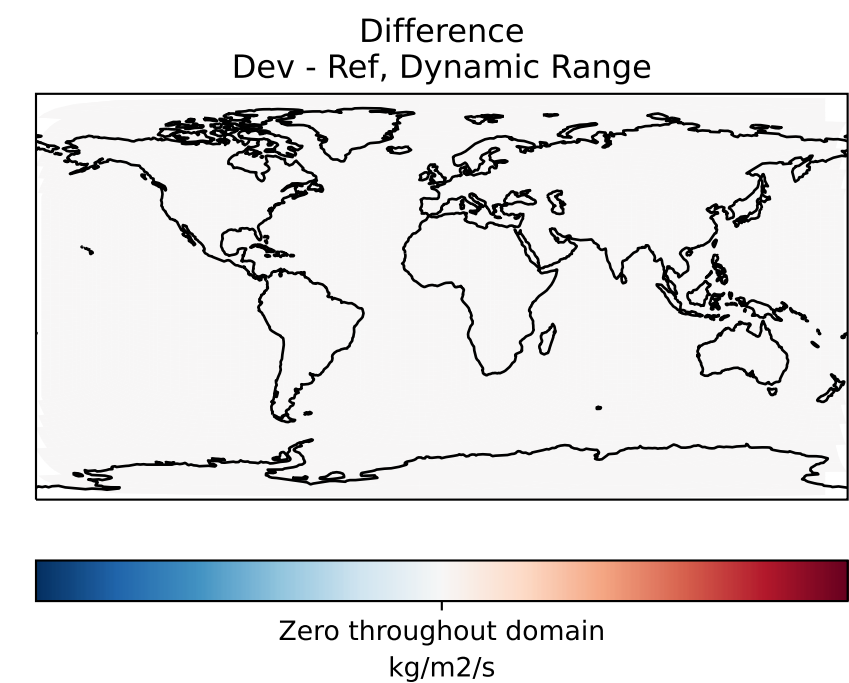 Difference
Dev - Ref, Dynamic Range
Zero throughout domain
kg/m2/s